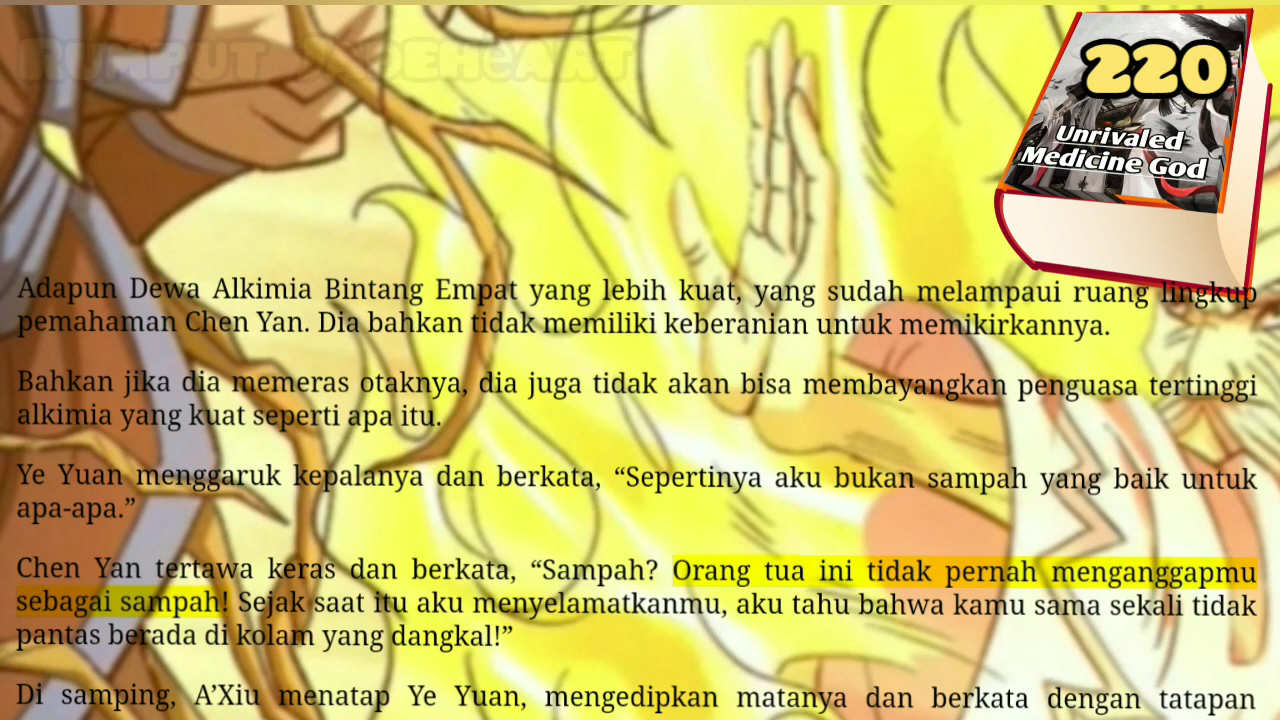 RUMPUT JADEHEART
220
Unrivaled
Medicine God
Adapun Dewa Alkimia Bintang Empat yang lebih kuat, yang sudah melampaui ruang lingkup
pemahaman Chen Yan. Dia bahkan tidak memiliki keberanian untuk memikirkannya.
Bahkan jika dia memeras otaknya, dia juga tidak akan bisa membayangkan penguasa tertinggi
alkimia yang kuat seperti apa itu.
Ye Yuan menggaruk kepalanya dan berkata, “Sepertinya aku bukan sampah yang baik untuk
apa-apa.”
Chen Yan tertawa keras dan berkata, “Sampah? Orang tua ini tidak pernah menganggapmu
sebagai sampah! Sejak saat itu aku menyelamatkanmu, aku tahu bahwa kamu sama sekali tidak
pantas berada di kolam yang dangkal!”
Di samping, A’Xiu menatap Ye Yuan, mengedipkan matanya dan berkata dengan tatapan